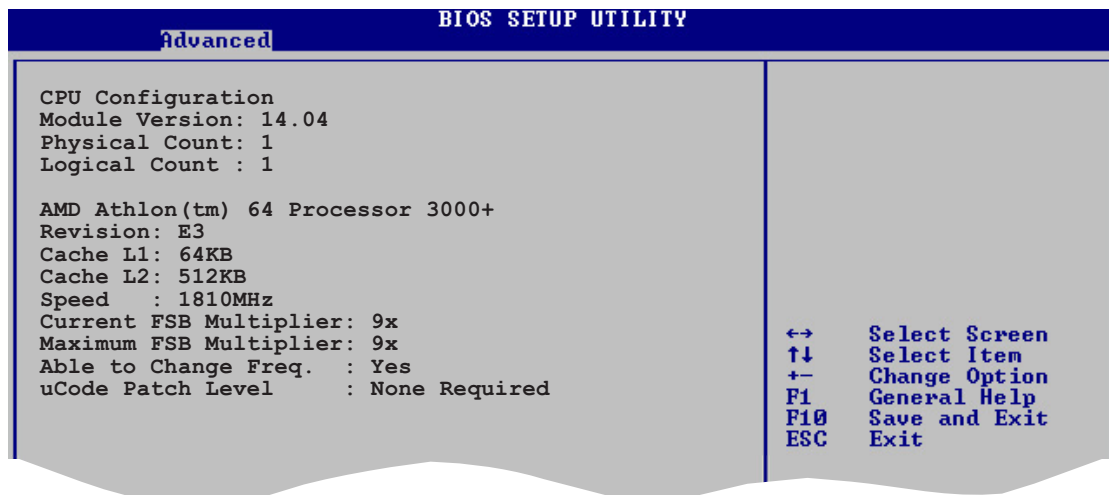 BIOS SETUP UTILITY
Advanced
CPU Configuration
Module Version: 14.04
Physical Count: 1
Logical Count : 1
AMD Athlon(tm) 64 Processor 3000+
Revision: E3
Cache L1: 64KB
Cache L2: 512KB
Speed   : 1810MHz
Current FSB Multiplier: 9x
Maximum FSB Multiplier: 9x
Able to Change Freq.  : Yes
uCode Patch Level     : None Required
←→ Select Screen
↑↓ Select Item
+- Change Option
F1 General Help
F10 Save and Exit
ESC Exit